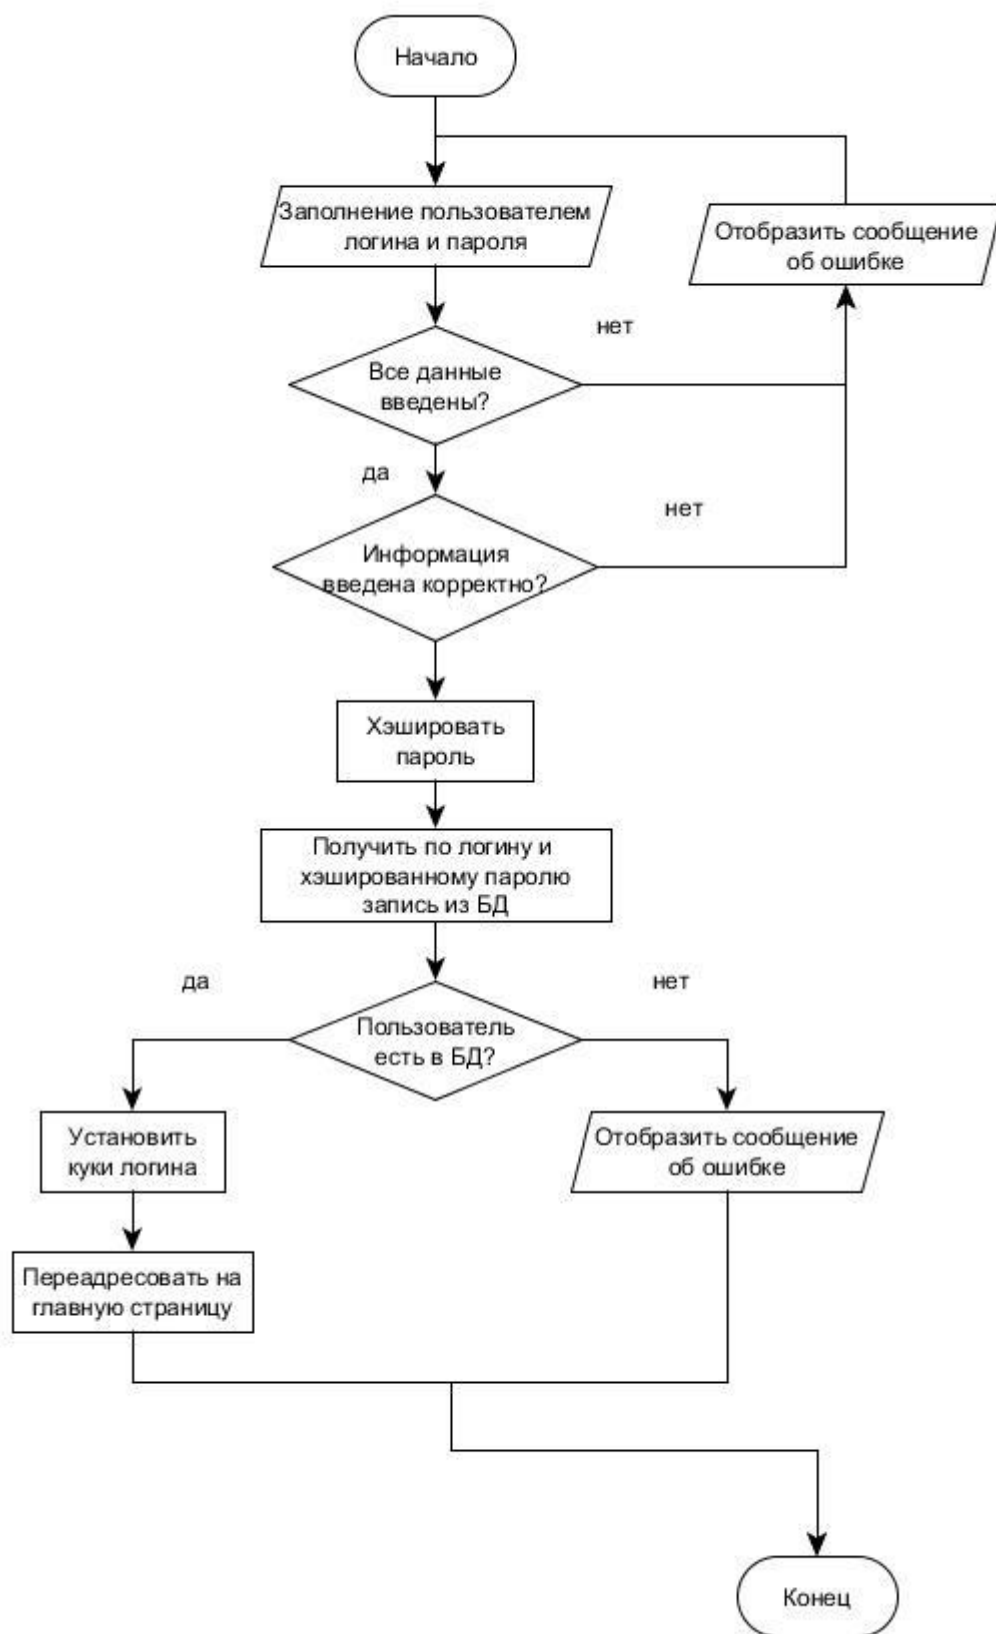 Начало
Заполнение пользователем
логина и пароля
Отобразить сообщение
об ошибке
нет
Все данные
введены?
да
нет
Информация
введена корректно?
Хэшировать
пароль
Получить по логину и
хэшированному паролю
запись из БД
да
нет
Пользователь
есть в БД?
Установить
куки логина
Отобразить сообщение
об ошибке
Переадресовать на
главную страницу
Конец